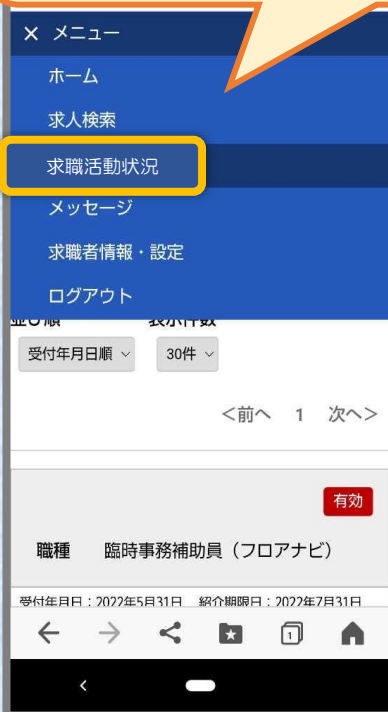 × メニュー
ホーム
求人検索
求職活動状況
メッセージ
求職者情報・設定
ログアウト
並び順 表示件数
受付年月日順 30件
<前へ 1 次へ>
有効
職種 臨時事務補助員（フロアナビ）
受付年月日：2022年5月31日 紹介期限日：2022年7月31日
1